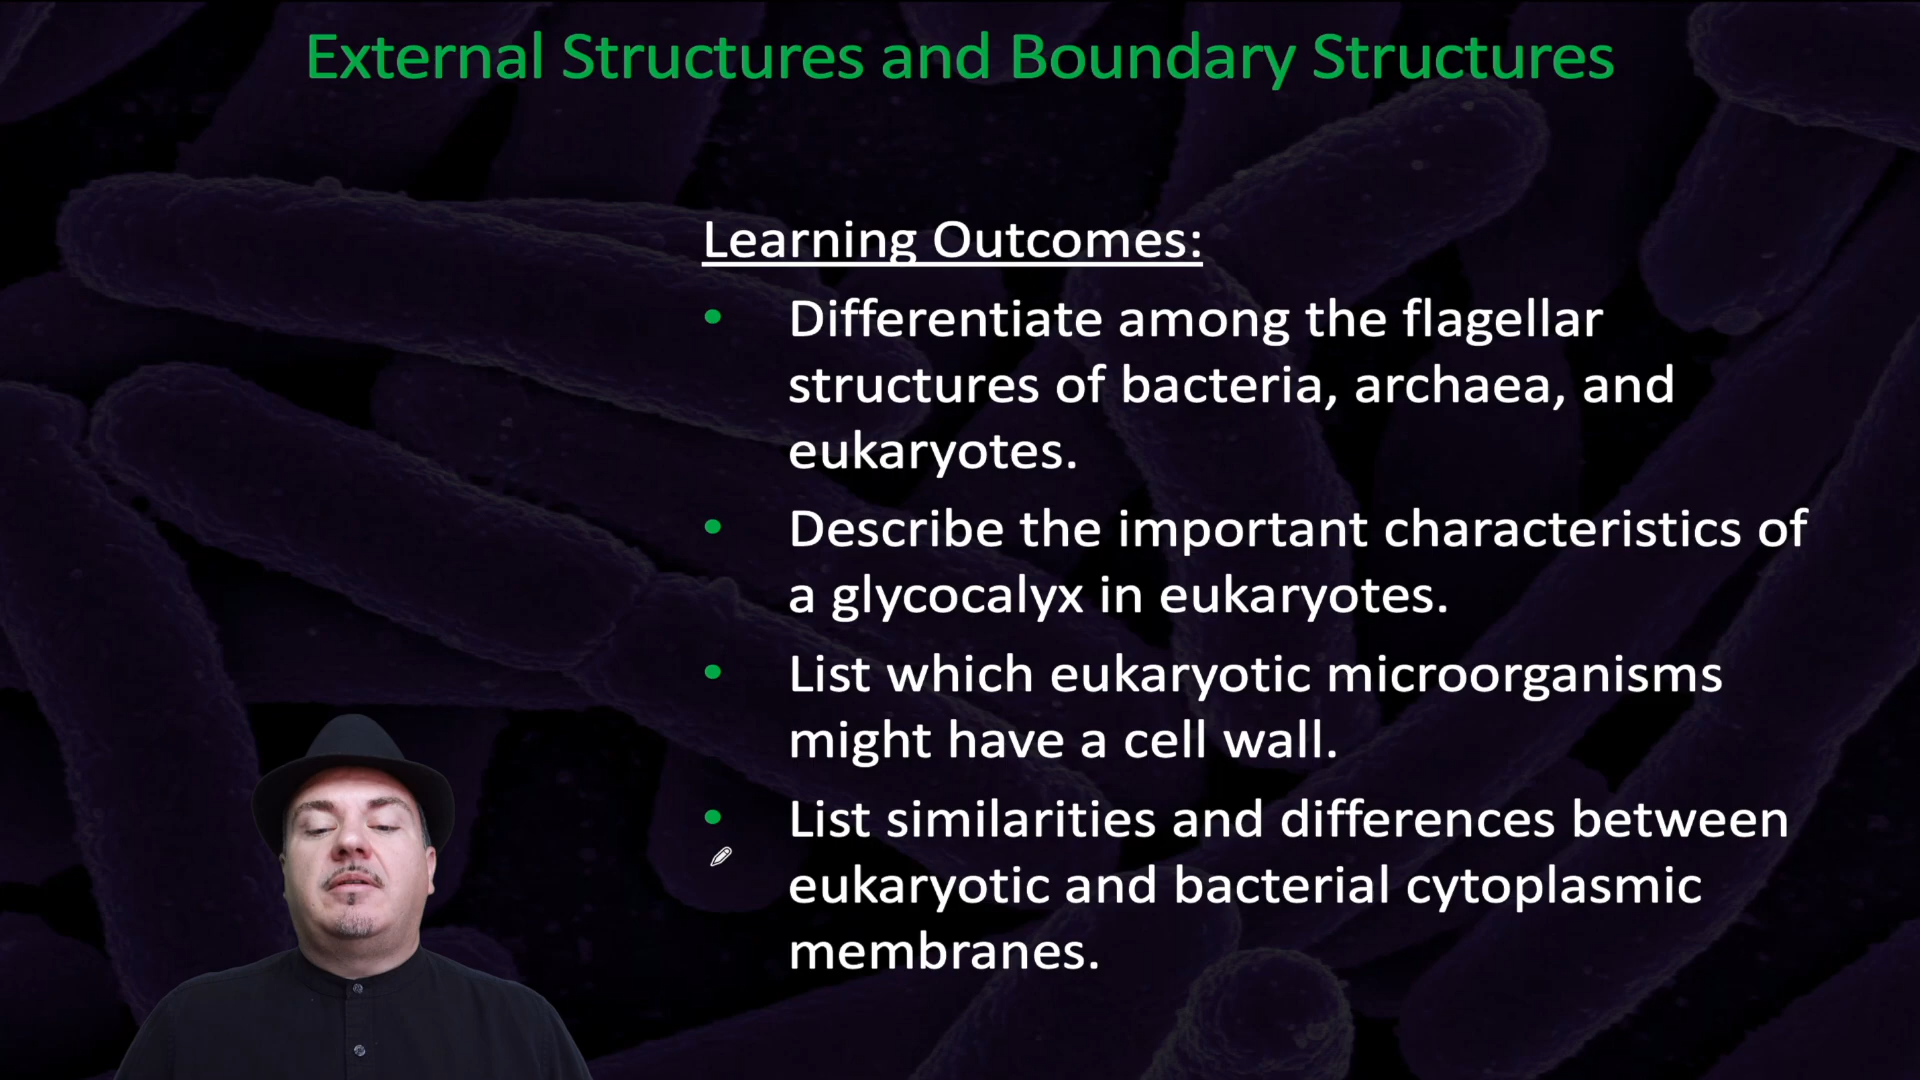 External Structures and Boundary Structures
Learning Outcomes:
• Differentiate among the flagellar
structures of bacteria, archaea, and
eukaryotes.
• Describe the important characteristics of
a glycocalyx in eukaryotes.
• List which eukaryotic microorganisms
might have a cell wall.
• List similarities and differences between
eukaryotic and bacterial cytoplasmic
membranes.